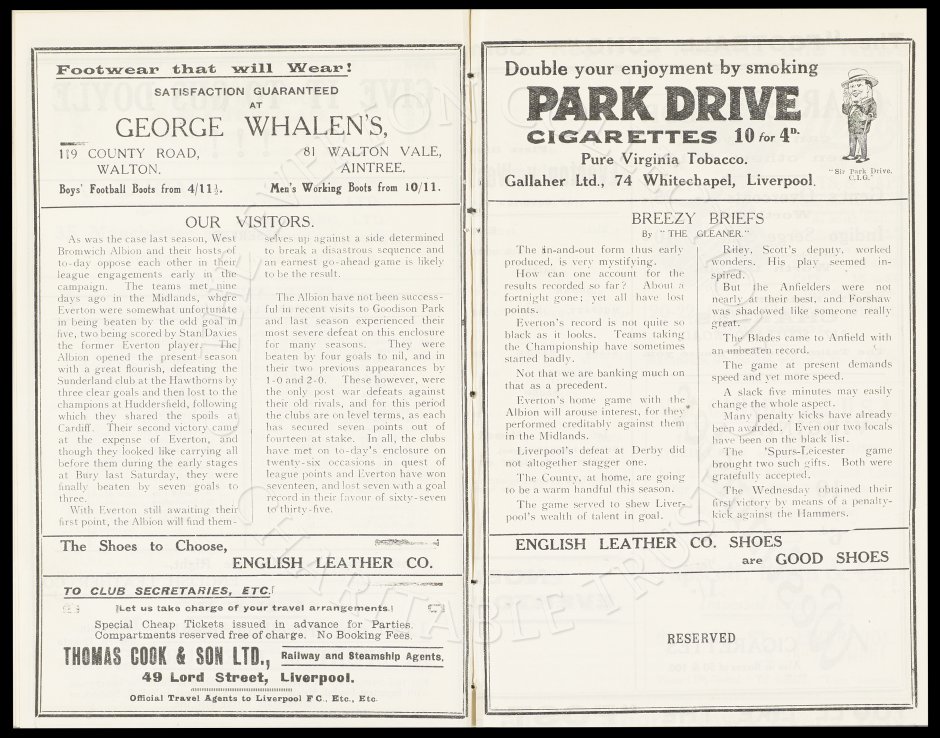 Footwear that will Wear!
SATISFACTION GUARANTEED
AT
GEORGE WHALEN'S,
119 COUNTY ROAD,
WALTON.
81 WALTON VALE,
AINTREE.
Boys' Football Boots from 4/11½.
Men's Working Boots from 10/11.
OUR VISITORS.
As was the case last season, West
Bromwich Albion and their hosts of
to-day oppose each other in their
league engagements early in the
campaign. The teams met nine
days ago in the Midlands, where
Everton were somewhat unfortunate
in being beaten by the odd goal in
five, two being scored by Stan Davies
the former Everton player. The
Albion opened the present season
with a great flourish, defeating the
Sunderland club at the Hawthorns by
three clear goals and then lost to the
champions at Huddersfield, following
which they shared the spoils at
Cardiff. Their second victory came
at the expense of Everton, and
though they looked like carrying all
before them during the early stages
at Bury last Saturday, they were
finally beaten by seven goals to
three.
With Everton still awaiting their
first point, the Albion will find them-
selves up against a side determined
to break a disastrous sequence and
an earnest go-ahead game is likely
to be the result.
The Albion have not been success-
ful in recent visits to Goodison Park
and last season experienced their
most severe defeat on this enclosure
for many seasons. They were
beaten by four goals to nil, and in
their two previous appearances by
1-0 and 2-0. These however, were
the only post war defeats against
their old rivals, and for this period
the clubs are on level terms, as each
has secured seven points out of
fourteen at stake. In all, the clubs
have met on to-day's enclosure on
twenty-six occasions in quest of
league points and Everton have won
seventeen, and lost seven with a goal
record in their favour of sixty-seven
to thirty-five.
The Shoes to Choose,
ENGLISH LEATHER CO.
TO CLUB SECRETARIES, ETC.
Let us take charge of your travel arrangements.
Special Cheap Tickets issued in advance for Parties.
Compartments reserved free of charge. No Booking Fees.
THOMAS COOK & SON LTD., Railway and Steamship Agents,
49 Lord Street, Liverpool.
Official Travel Agents to Liverpool F C., Etc., Etc.
Double your enjoyment by smoking
PARK DRIVE
CIGARETTES 10 for 4D.
Pure Virginia Tobacco.
Gallaher Ltd., 74 Whitechapel, Liverpool.
"Sir Park Drive,
C.I.G."
BREEZY BRIEFS
By "THE GLEANER."
The in-and-out form thus early
produced, is very mystifying.
How can one account for the
results recorded so far? About a
fortnight gone; yet all have lost
points.
Everton's record is not quite so
black as it looks. Teams taking
the Championship have sometimes
started badly.
Not that we are banking much on
that as a precedent.
Everton's home game with the
Albion will arouse interest, for they
performed creditably against them
in the Midlands.
Liverpool's defeat at Derby did
not altogether stagger one.
The County, at home, are going
to be a warm handful this season.
The game served to shew Liver-
pool's wealth of talent in goal.
Riley, Scott's deputy, worked
wonders. His play seemed in-
spired.
But the Anfielders were not
nearly at their best, and Forshaw
was shadowed like someone really
great.
The Blades came to Anfield with
an unbeaten record.
The game at present demands
speed and yet more speed.
A slack five minutes may easily
change the whole aspect.
Many penalty kicks have already
been awarded. Even our two locals
have been on the black list.
The 'Spurs-Leicester game
brought two such gifts. Both were
gratefully accepted.
The Wednesday obtained their
first victory by means of a penalty-
kick against the Hammers.
ENGLISH LEATHER CO. SHOES
are GOOD SHOES
RESERVED